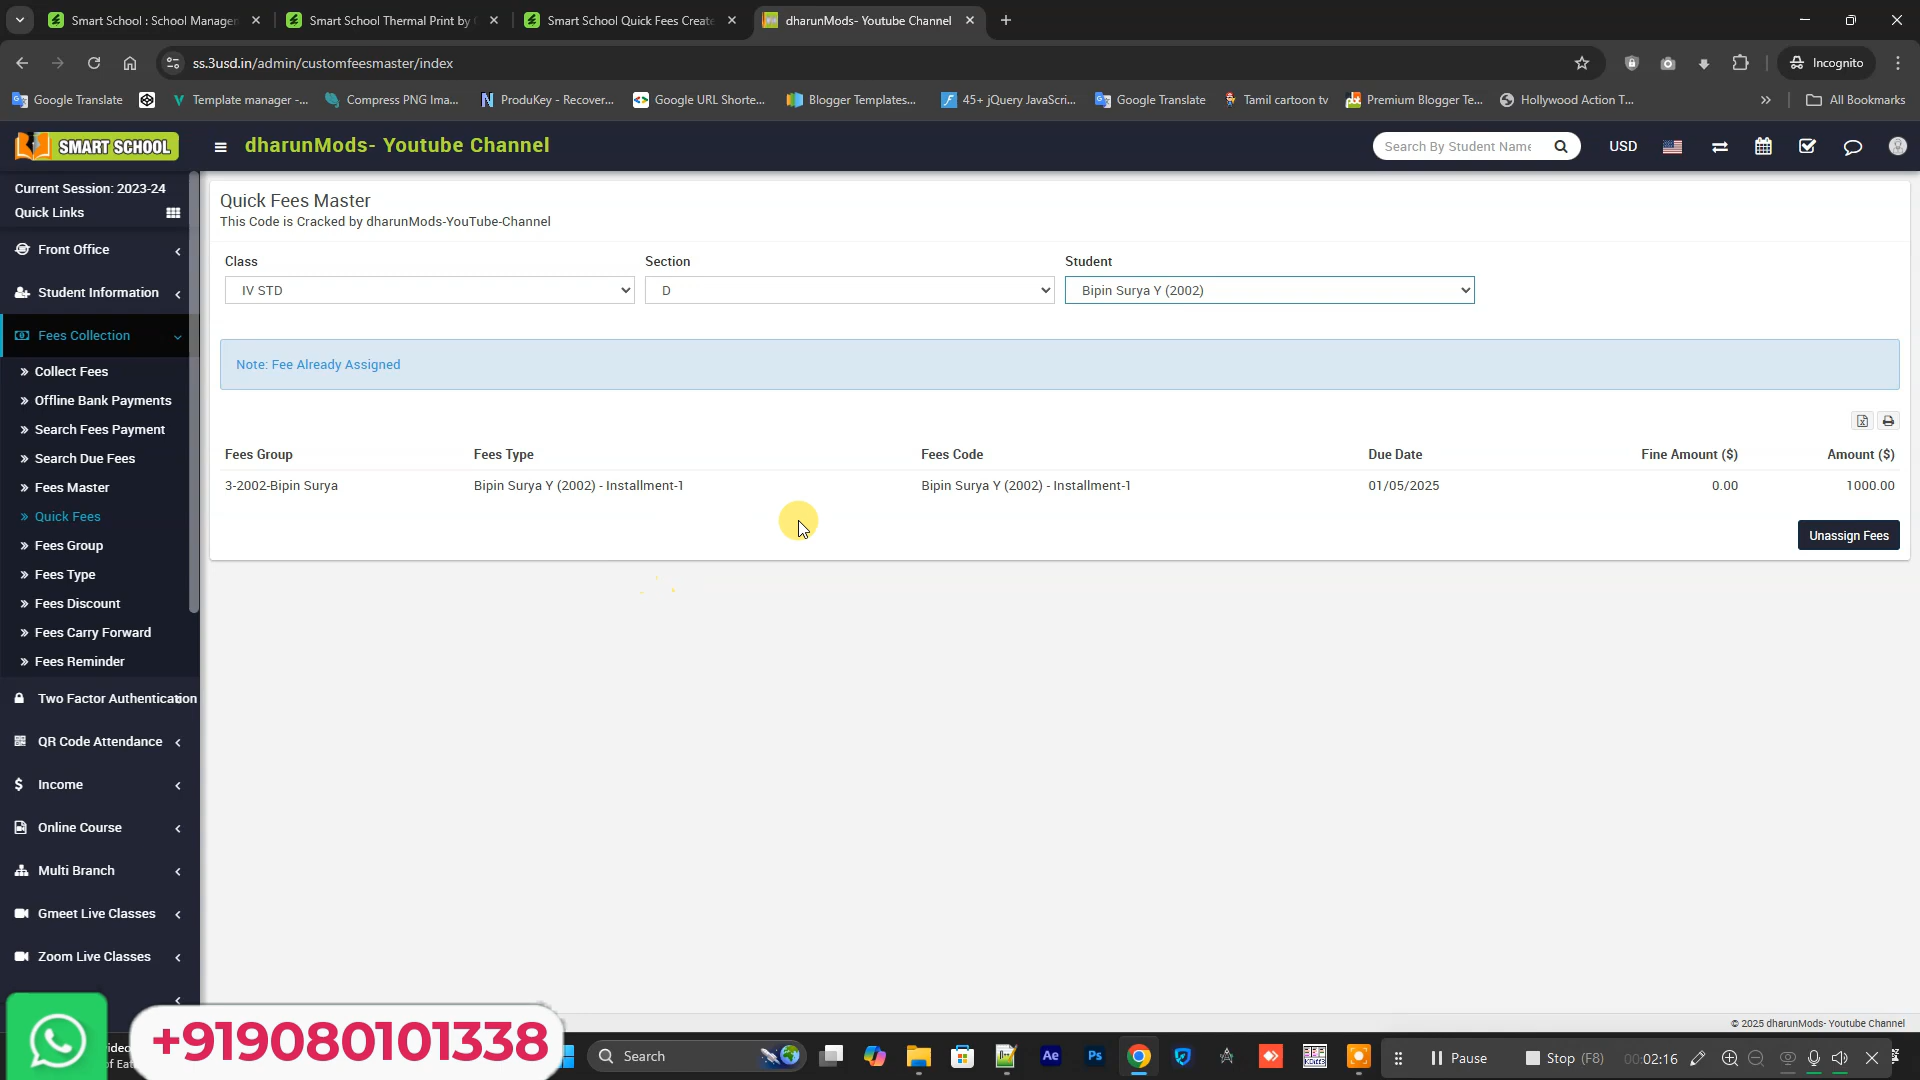 Smart School : School Manager
Smart School Thermal Print by
Smart School Quick Fees Create
dharunMods- Youtube Channel
ss.3usd.in/admin/customfeesmaster/index
Incognito
Google Translate
Template manager -...
Compress PNG Ima...
ProduKey - Recover...
Google URL Shorte...
Blogger Templates...
45+ jQuery JavaScri...
Google Translate
Tamil cartoon tv
Premium Blogger Te...
Hollywood Action T...
All Bookmarks
SMART SCHOOL
dharunMods- Youtube Channel
Search By Student Name
USD
Current Session: 2023-24
Quick Links
Front Office
Student Information
Fees Collection
Collect Fees
Offline Bank Payments
Search Fees Payment
Search Due Fees
Fees Master
Quick Fees
Fees Group
Fees Type
Fees Discount
Fees Carry Forward
Fees Reminder
Two Factor Authentication
QR Code Attendance
Income
Online Course
Multi Branch
Gmeet Live Classes
Zoom Live Classes
Quick Fees Master
This Code is Cracked by dharunMods-YouTube-Channel
Class Section Student
IV STD D Bipin Surya Y (2002)
Note: Fee Already Assigned
Fees Group Fees Type Fees Code Due Date Fine Amount ($) Amount ($)
3-2002-Bipin Surya Bipin Surya Y (2002) - Installment-1 Bipin Surya Y (2002) - Installment-1 01/05/2025 0.00 1000.00
Unassign Fees
© 2025 dharunMods- Youtube Channel
+919080101338
Search
Ae
Ps
Pause
Stop (F8)
00:02:16